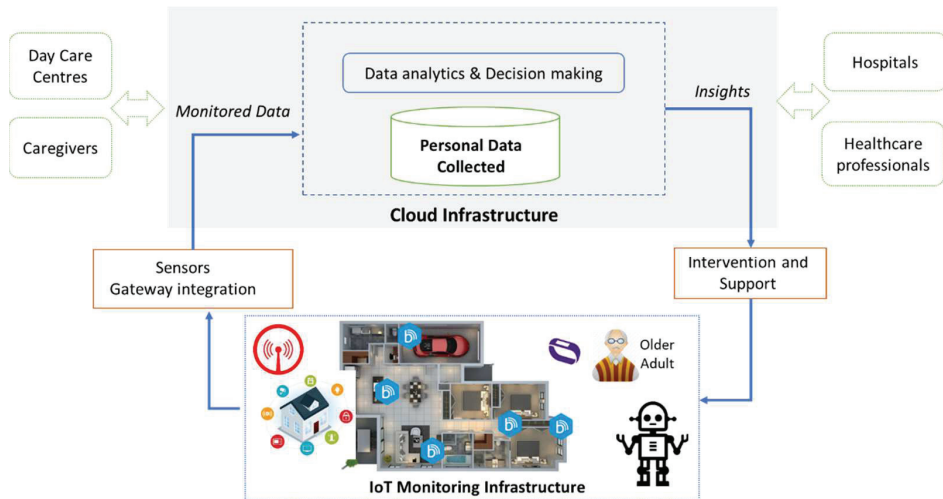 Day Care
Centres
Caregivers
Monitored Data
Data analytics & Decision making
Personal Data
Collected
Cloud Infrastructure
Insights
Hospitals
Healthcare
professionals
Sensors
Gateway integration
Intervention and
Support
Older
Adult
IoT Monitoring Infrastructure